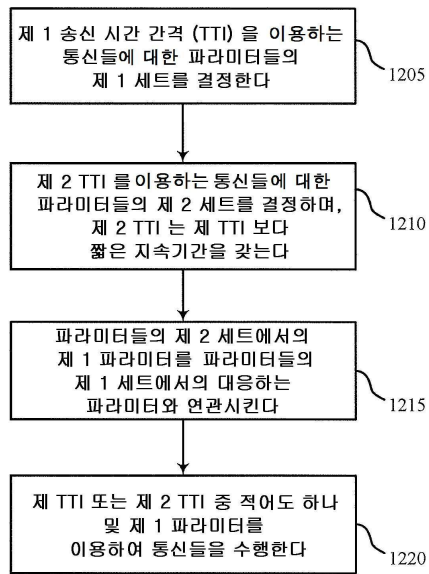 제 1 송신 시간 간격 (TTI) 을 이용하는
통신들에 대한 파라미터들의
제 1 세트를 결정한다
1205
제 2 TTI 를 이용하는 통신들에 대한
파라미터들의 제 2 세트를 결정하며,
제 2 TTI 는 제 TTI 보다
짧은 지속기간을 갖는다
1210
파라미터들의 제 2 세트에서의
제 1 파라미터를 파라미터들의
제 1 세트에서의 대응하는
파라미터와 연관시킨다
1215
제 TTI 또는 제 2 TTI 중 적어도 하나
및 제 1 파라미터를
이용하여 통신들을 수행한다
1220